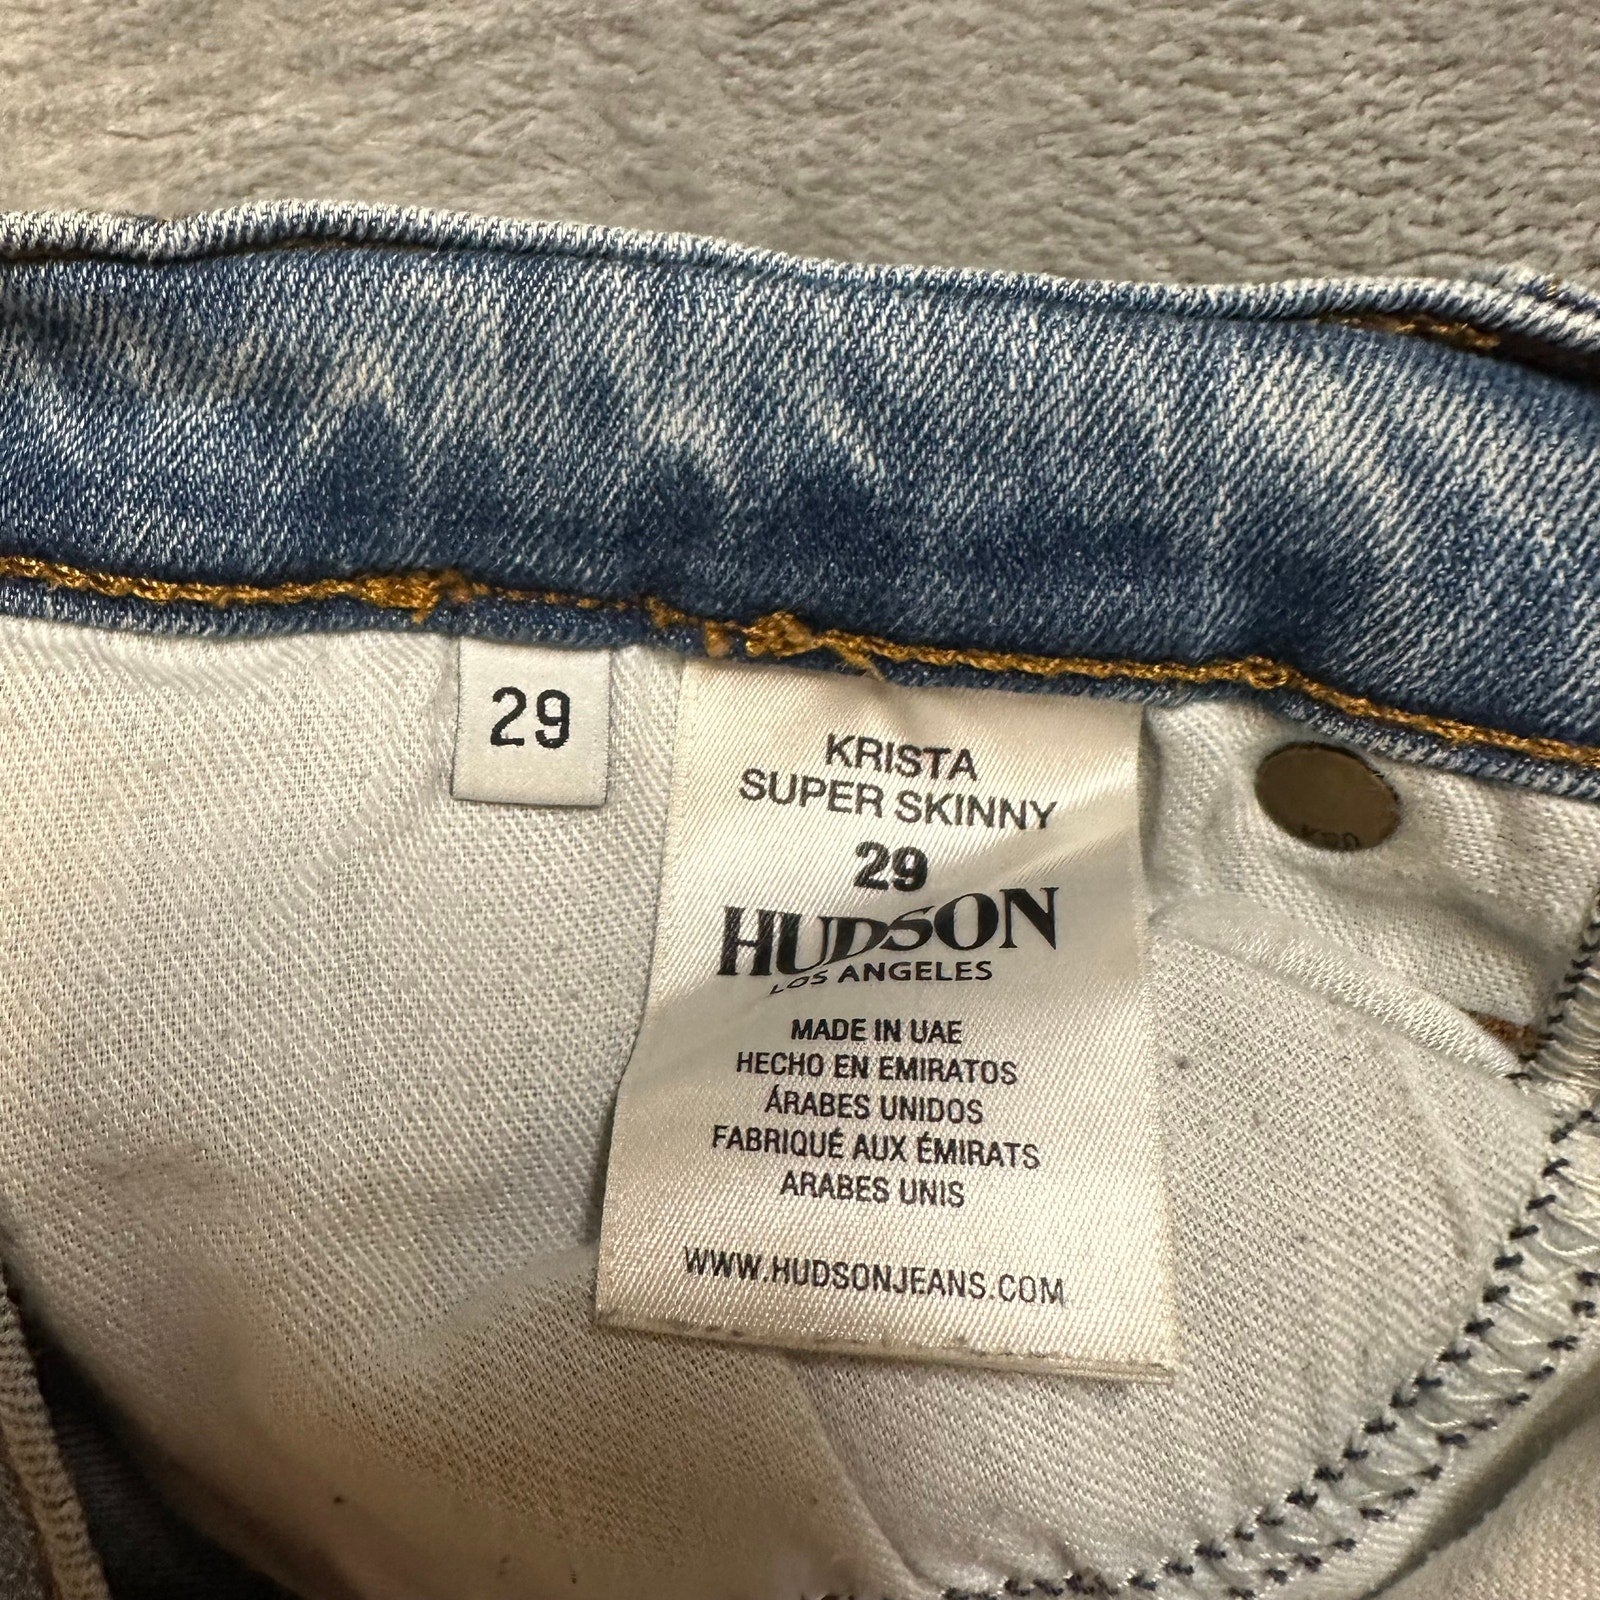 29
KRISTA
SUPER SKINNY
29
HUDSON
LOS ANGELES
MADE IN UAE
HECHO EN EMIRATOS
ÁRABES UNIDOS
FABRIQUÉ AUX ÉMIRATS
ARABES UNIS
WWW.HUDSONJEANS.COM